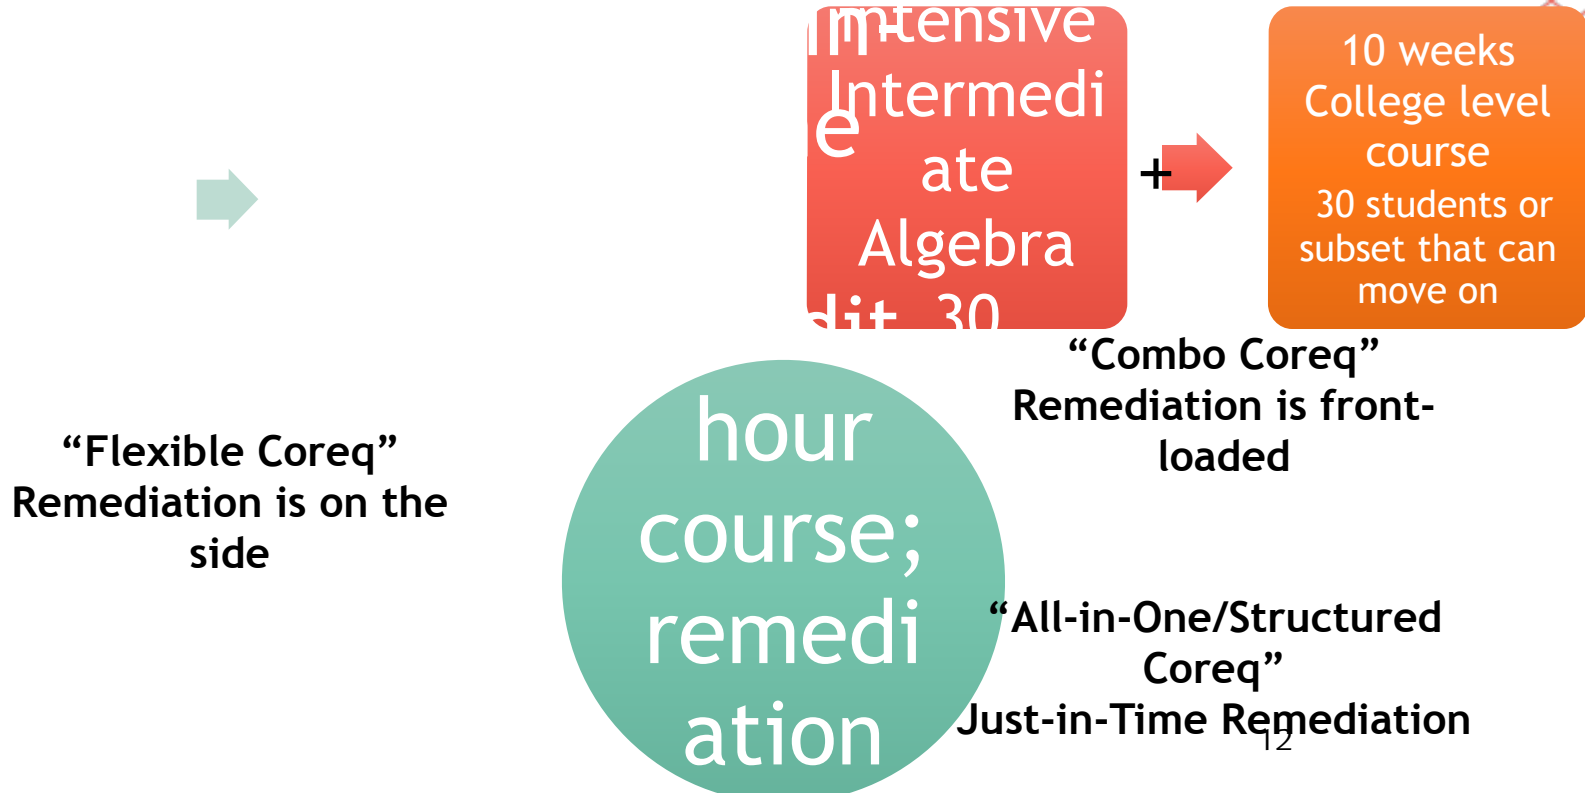 Intensive
Intermedi
ate
Algebra
30
10 weeks
College level
course
30 students or
subset that can
move on
+
“Combo Coreq”
Remediation is front-
loaded
“Flexible Coreq”
Remediation is on the
side
hour
course;
remedi
ation
“All-in-One/Structured
Coreq”
Just-in-Time Remediation
12